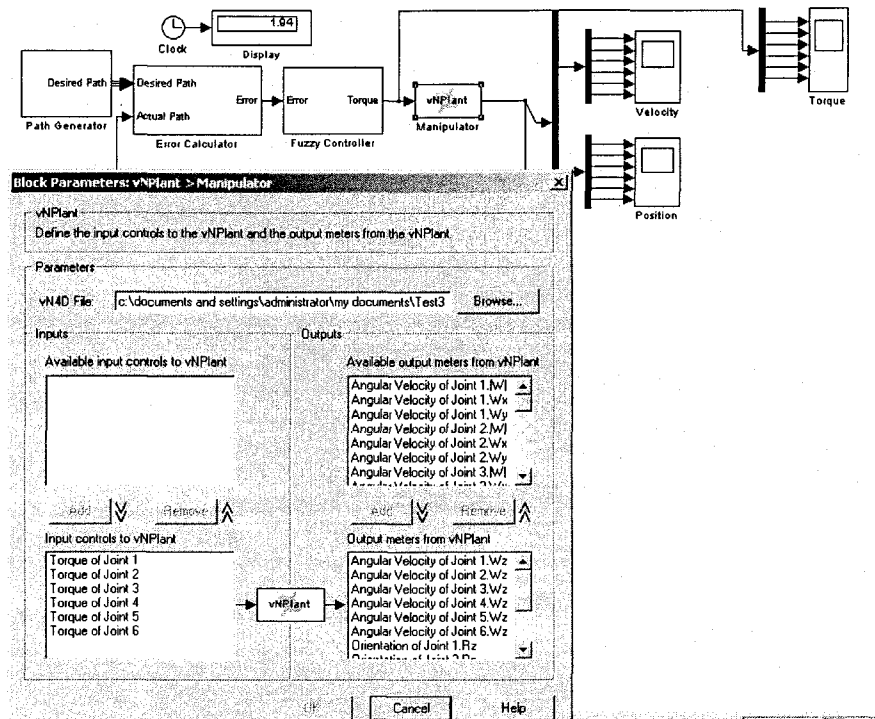 1.94
Clock
Display
Desired Path
Path Generator
Desired Path
Actual Path
Error
Error Calculator
Error
Torque
Fuzzy Controller
vNPlant
Manipulator
Velocity
Torque
Position
Block Parameters: vNPlant > Manipulator
vNPlant
Define the input controls to the vNPlant and the output meters from the vNPlant.
Parameters
vN4D File:
c:\documents and settings\administrator\my documents\Test3
Browse...
Inputs
Available input controls to vNPlant
Add
Remove
Input controls to vNPlant
Torque of Joint 1
Torque of Joint 2
Torque of Joint 3
Torque of Joint 4
Torque of Joint 5
Torque of Joint 6
vNPlant
Outputs
Available output meters from vNPlant
Angular Velocity of Joint 1.|W|
Angular Velocity of Joint 1.Wx
Angular Velocity of Joint 1.Wy
Angular Velocity of Joint 2.|W|
Angular Velocity of Joint 2.Wx
Angular Velocity of Joint 2.Wy
Angular Velocity of Joint 3.|W|
Add
Remove
Output meters from vNPlant
Angular Velocity of Joint 1.Wz
Angular Velocity of Joint 2.Wz
Angular Velocity of Joint 3.Wz
Angular Velocity of Joint 4.Wz
Angular Velocity of Joint 5.Wz
Angular Velocity of Joint 6.Wz
Orientation of Joint 1.Rz
Cancel
Help